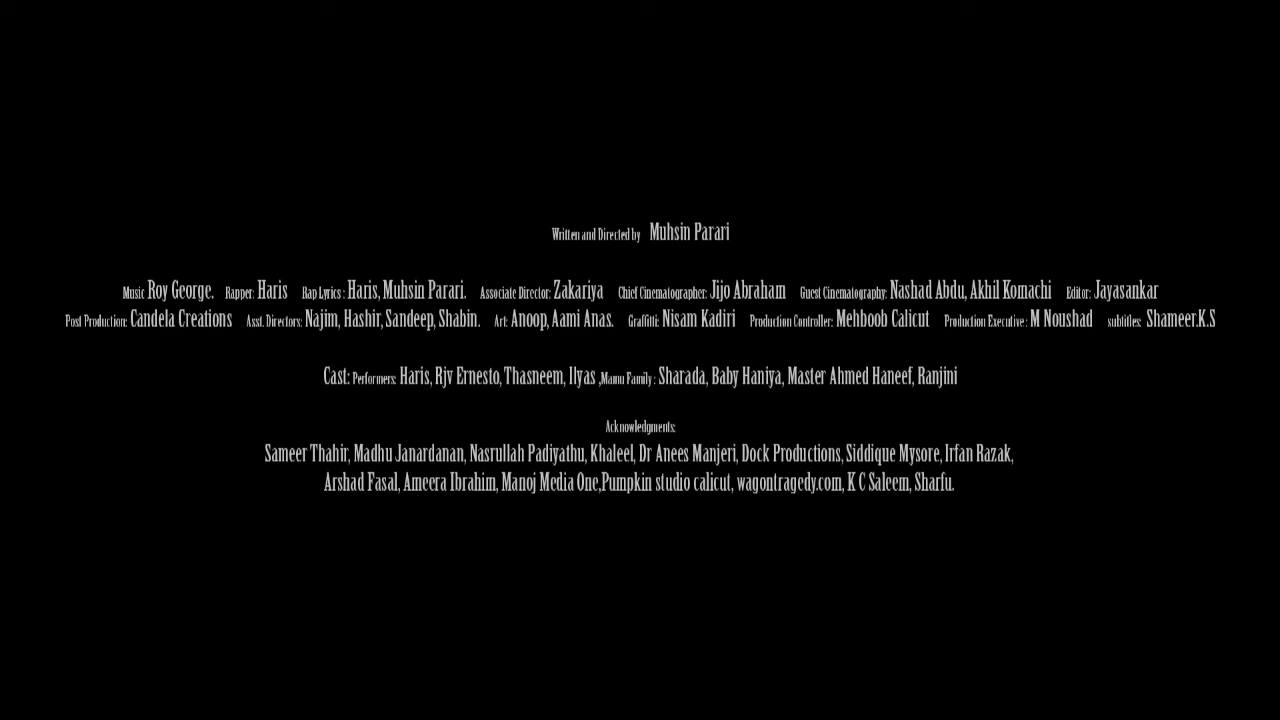 Written and Directed by Muhsin Parari
Music Roy George. Rapper: Haris Rap Lyrics : Haris, Muhsin Parari. Associate Director: Zakariya Chief Cinematographer: Jijo Abraham Guest Cinematography: Nashad Abdu, Akhil Komachi Editor: Jayasankar
Post Production: Candela Creations Asst. Directors: Najim, Hashir, Sandeep, Shabin. Art: Anoop, Aami Anas. Graffitti: Nisam Kadiri Production Controller: Mehboob Calicut Production Executive : M Noushad subtitles: Shameer.K.S
Cast: Performers: Haris, Rjv Ernesto, Thasneem, Ilyas ,Mamu Family : Sharada, Baby Haniya, Master Ahmed Haneef, Ranjini
Acknowledgments:
Sameer Thahir, Madhu Janardanan, Nasrullah Padiyathu, Khaleel, Dr Anees Manjeri, Dock Productions, Siddique Mysore, Irfan Razak,
Arshad Fasal, Ameera Ibrahim, Manoj Media One,Pumpkin studio calicut, wagontragedy.com, K C Saleem, Sharfu.